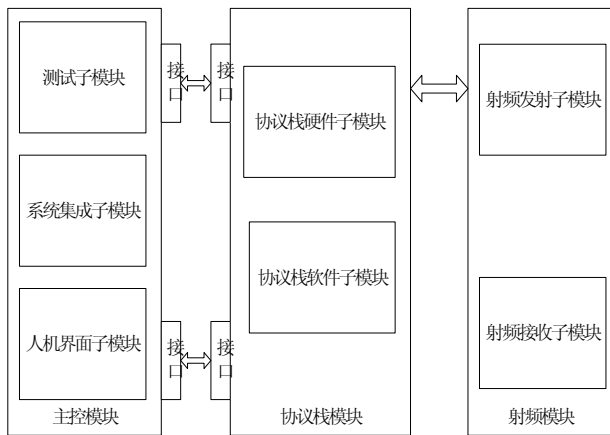 测试子模块
系统集成子模块
人机界面子模块
主控模块
接口
接口
接口
接口
协议栈硬件子模块
协议栈软件子模块
协议栈模块
射频发射子模块
射频接收子模块
射频模块